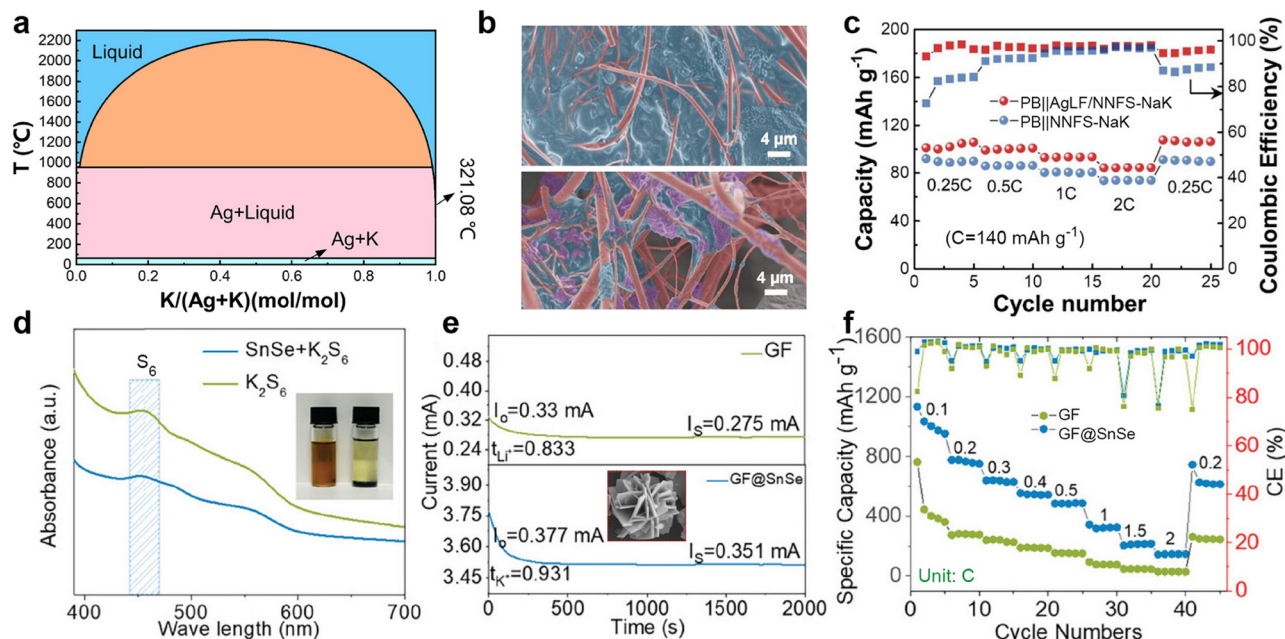 a
T (℃)
2200
2000
1800
1600
1400
1200
1000
800
600
400
200
0
Liquid
Ag+Liquid
Ag+K
321.08 ℃
0.0 0.2 0.4 0.6 0.8 1.0
K/(Ag+K)(mol/mol)
b
4 μm
4 μm
c
Capacity (mAh g⁻¹)
200
160
120
80
40
0
PB||AgLF/NNFS-NaK
PB||NNFS-NaK
0.25C
0.5C
1C
2C
0.25C
(C=140 mAh g⁻¹)
0 5 10 15 20 25
Cycle number
100
80
60
40
20
0
Coulombic Efficiency (%)
d
Absorbance (a.u.)
S₆
SnSe+K₂S₆
K₂S₆
400 500 600 700
Wave length (nm)
e
Current (mA)
0.48
0.40
0.32
0.24
GF
I₀=0.33 mA
Iₛ=0.275 mA
t_Li⁺=0.833
3.90
3.75
3.60
3.45
GF@SnSe
I₀=0.377 mA
Iₛ=0.351 mA
t_K⁺=0.931
0 500 1000 1500 2000
Time (s)
f
Specific Capacity (mAh g⁻¹)
1600
1200
800
400
0
GF
GF@SnSe
0.1
0.2
0.3
0.4
0.5
1
1.5
2
0.2
Unit: C
0 10 20 30 40
Cycle Numbers
100
80
60
40
20
0
CE (%)